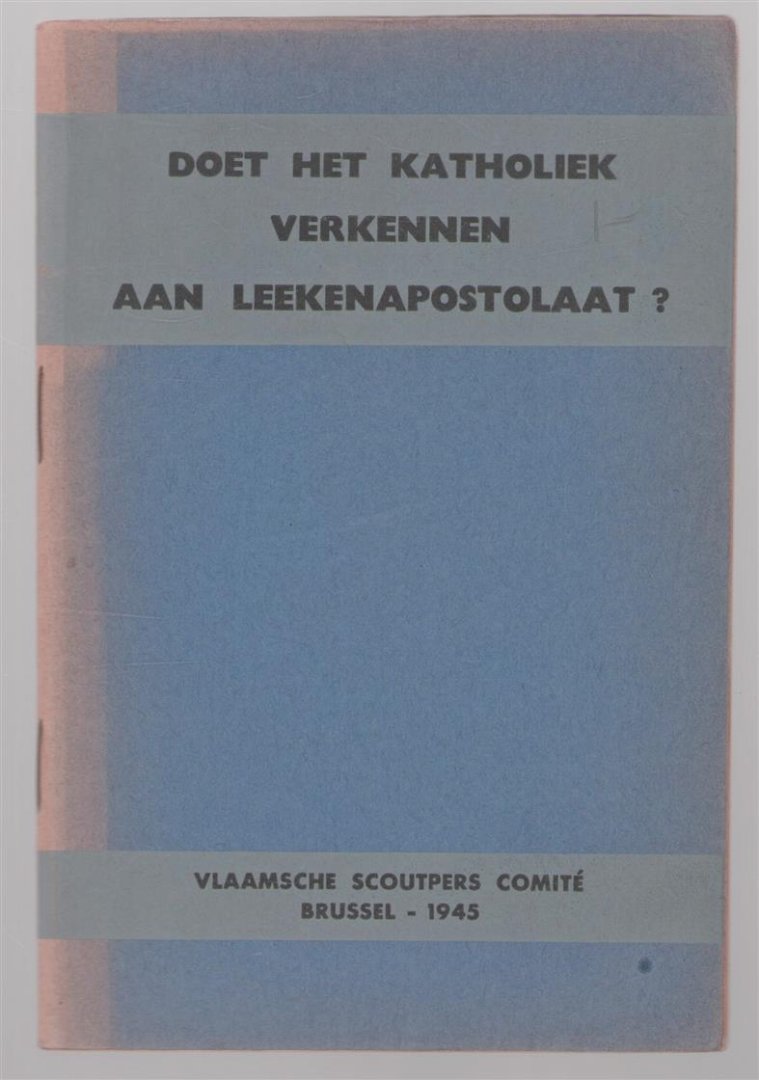 DOET HET KATHOLIEK
VERKENNEN
AAN LEEKENAPOSTOLAAT ?
VLAAMSCHE SCOUTPERS COMITÉ
BRUSSEL - 1945